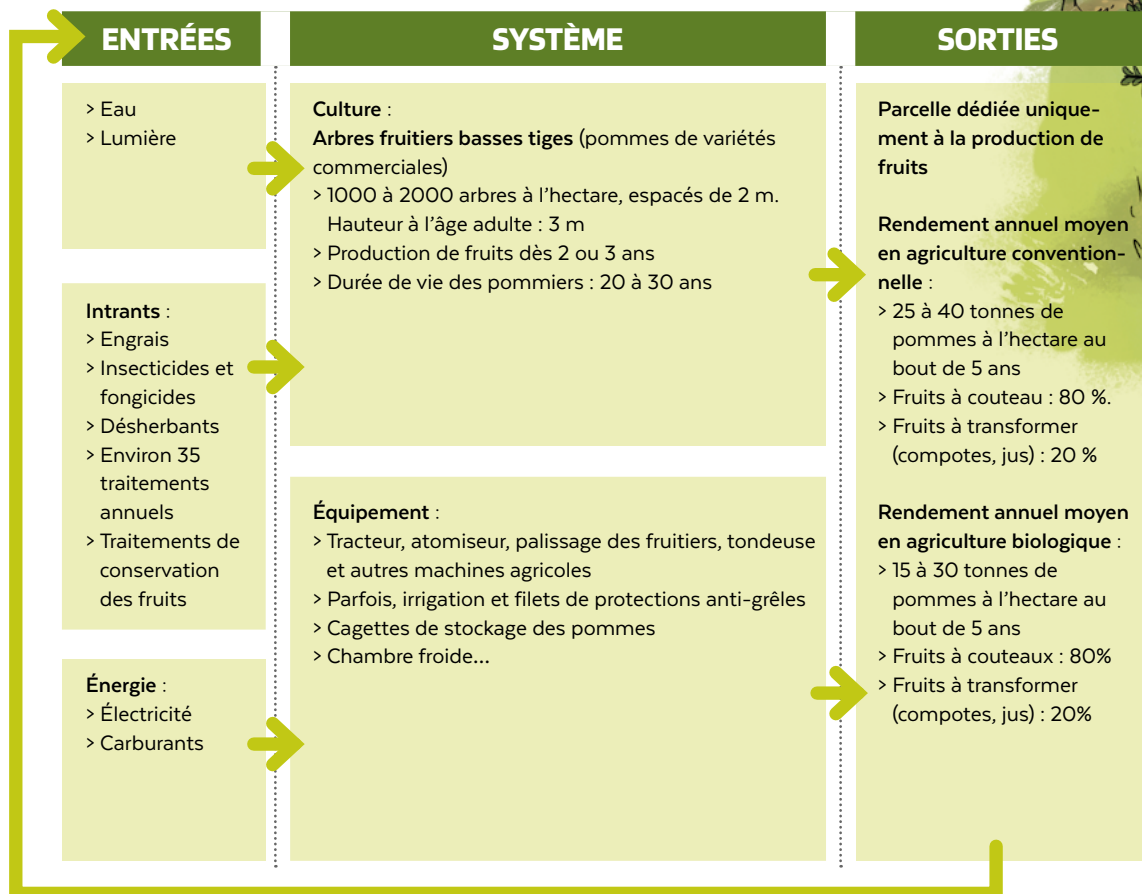 ENTRÉES
> Eau
> Lumière
Intrants :
> Engrais
> Insecticides et
fongicides
> Désherbants
> Environ 35
traitements
annuels
> Traitements de
conservation
des fruits
Énergie :
> Électricité
> Carburants
SYSTÈME
Culture :
Arbres fruitiers basses tiges (pommes de variétés
commerciales)
> 1000 à 2000 arbres à l’hectare, espacés de 2 m.
Hauteur à l’âge adulte : 3 m
> Production de fruits dès 2 ou 3 ans
> Durée de vie des pommiers : 20 à 30 ans
Équipement :
> Tracteur, atomiseur, palissage des fruitiers, tondeuse
et autres machines agricoles
> Parfois, irrigation et filets de protections anti-grêles
> Cagettes de stockage des pommes
> Chambre froide...
SORTIES
Parcelle dédiée unique-
ment à la production de
fruits
Rendement annuel moyen
en agriculture convention-
nelle :
> 25 à 40 tonnes de
pommes à l’hectare au
bout de 5 ans
> Fruits à couteau : 80 %.
> Fruits à transformer
(compotes, jus) : 20 %
Rendement annuel moyen
en agriculture biologique :
> 15 à 30 tonnes de
pommes à l’hectare au
bout de 5 ans
> Fruits à couteaux : 80%
> Fruits à transformer
(compotes, jus) : 20%